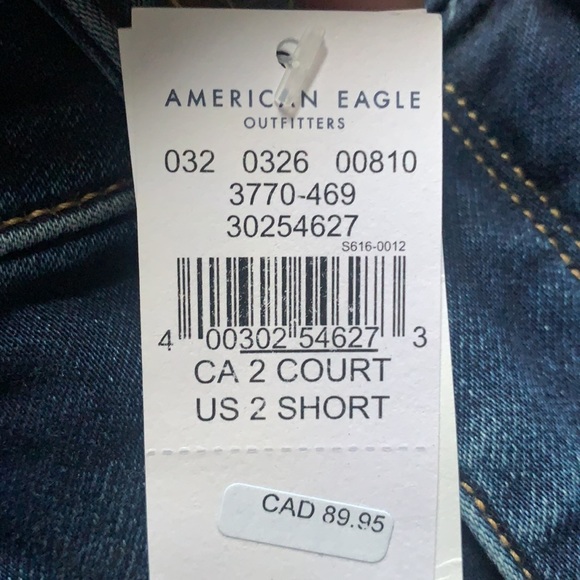 AMERICAN EAGLE
OUTFITTERS
032 0326 00810
3770-469
30254627
S616-0012
4 00302 54627 3
CA 2 COURT
US 2 SHORT
CAD 89.95